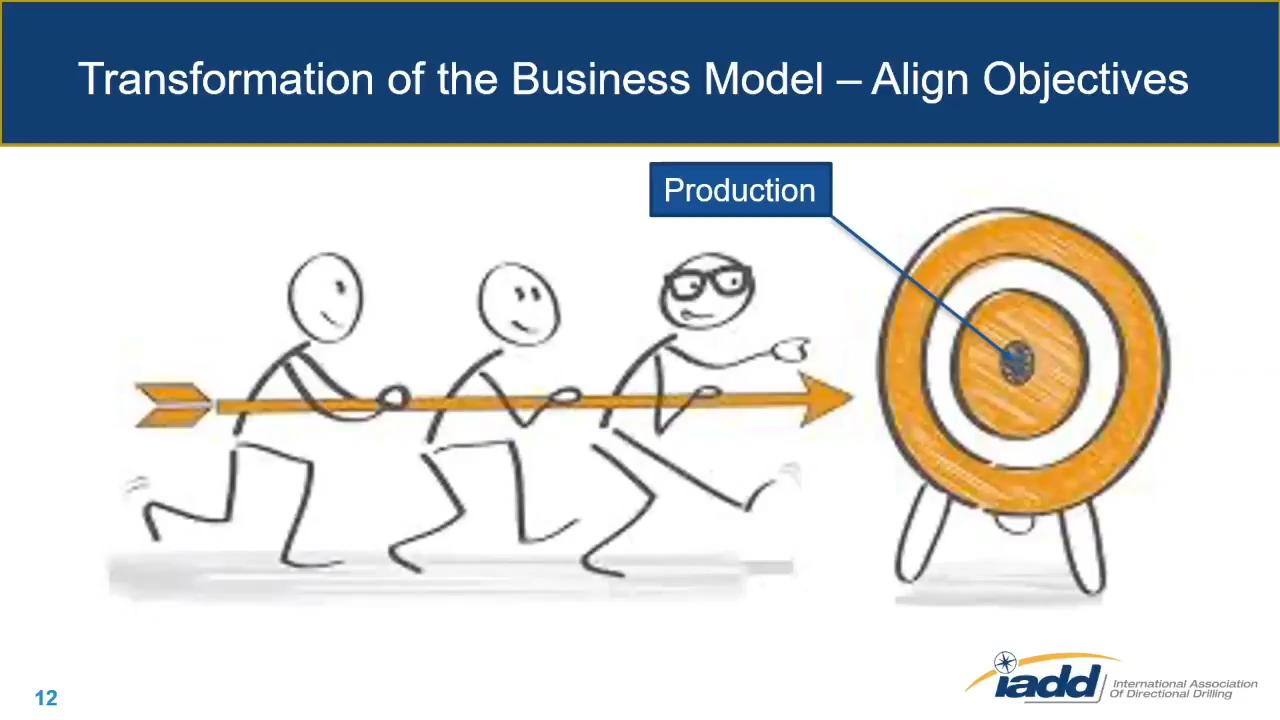 Transformation of the Business Model – Align Objectives
Production
12
iadd
International Association
Of Directional Drilling